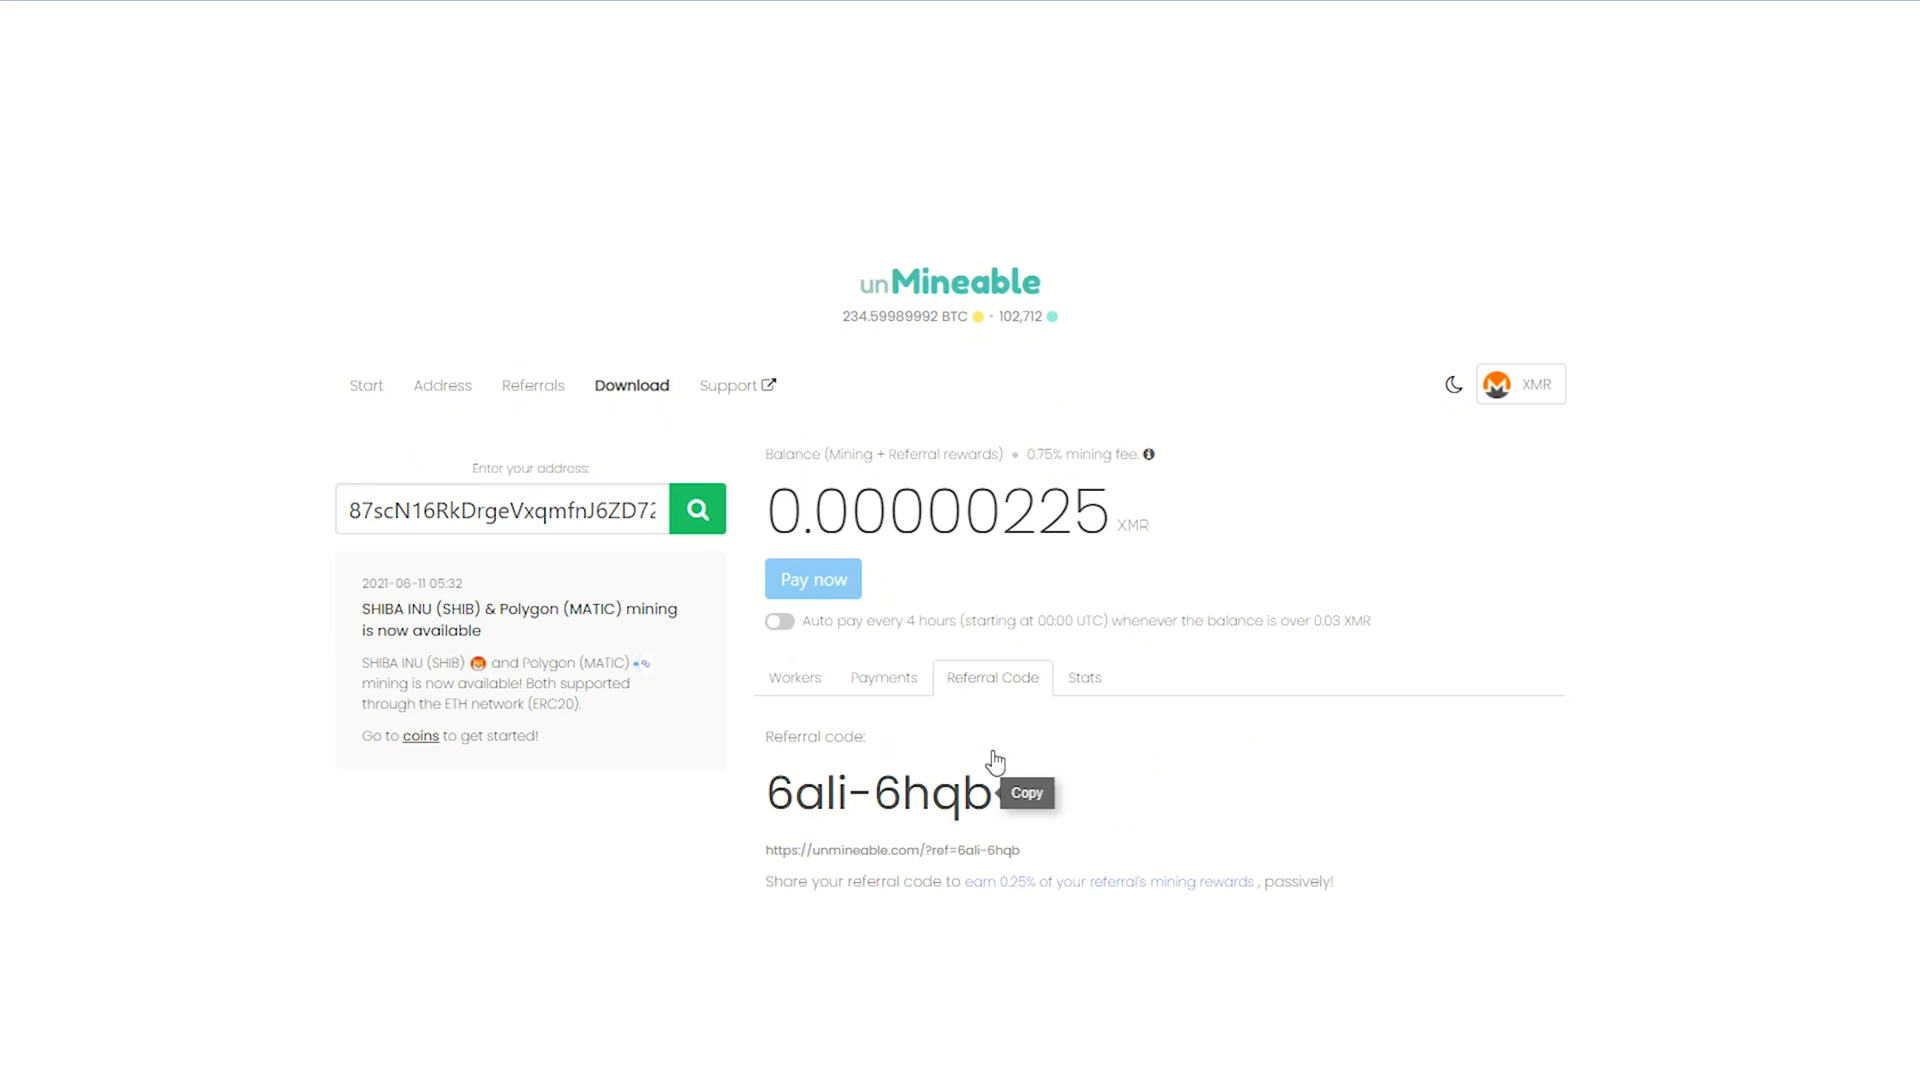 unMineable
234.59989992 BTC • 102,712
Start Address Referrals Download Support
XMR
Enter your address:
87scN16RkDrgeVxqmfnJ6ZD72
2021-06-11 05:32
SHIBA INU (SHIB) & Polygon (MATIC) mining
is now available
SHIBA INU (SHIB) and Polygon (MATIC)
mining is now available! Both supported
through the ETH network (ERC20).
Go to coins to get started!
Balance (Mining + Referral rewards) • 0.75% mining fee.
0.00000225 XMR
Pay now
Auto pay every 4 hours (starting at 00:00 UTC) whenever the balance is over 0.03 XMR
Workers Payments Referral Code Stats
Referral code:
6ali-6hqb
Copy
https://unmineable.com/?ref=6ali-6hqb
Share your referral code to earn 0.25% of your referral's mining rewards , passively!